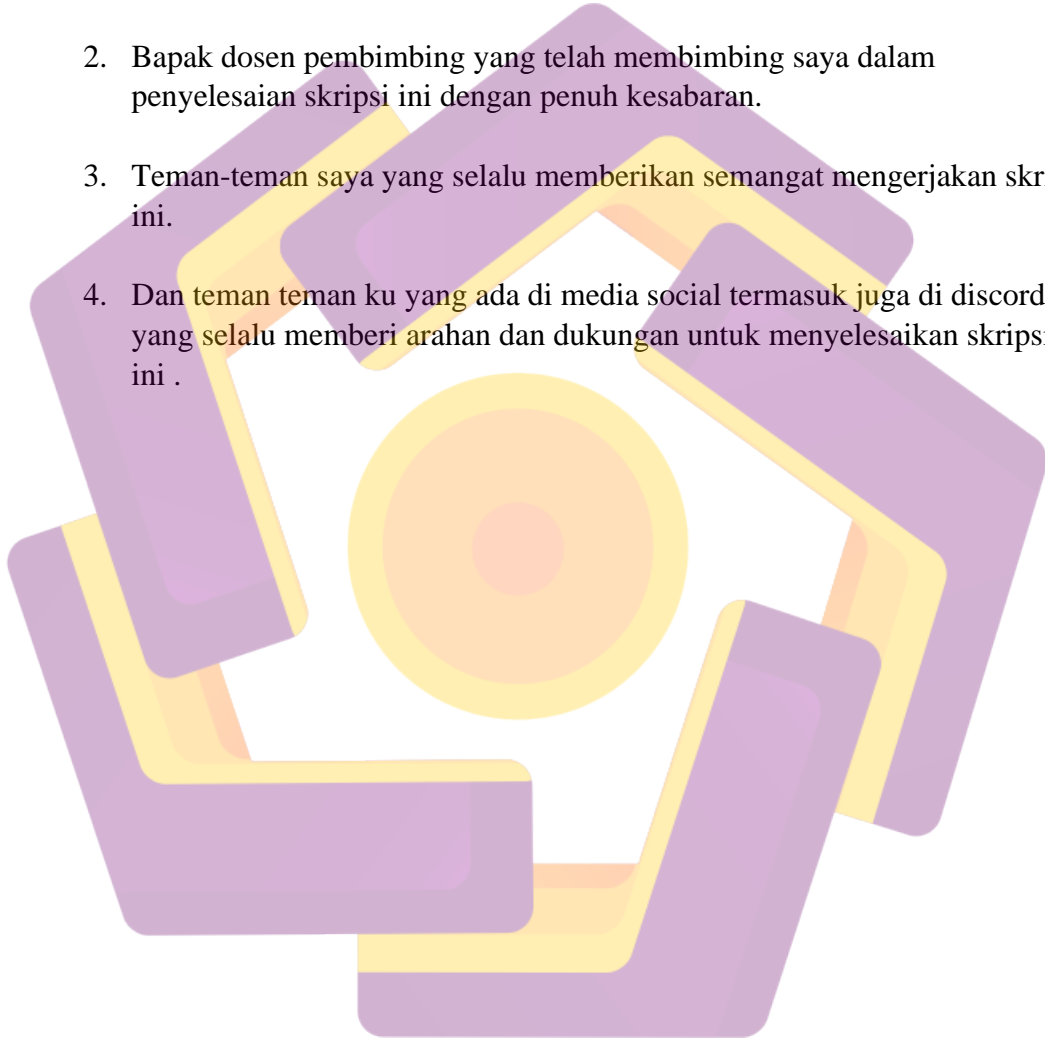 2. Bapak dosen pembimbing yang telah membimbing saya dalam
penyelesaian skripsi ini dengan penuh kesabaran.
3. Teman-teman saya yang selalu memberikan semangat mengerjakan skr
ini.
4. Dan teman teman ku yang ada di media social termasuk juga di discord
yang selalu memberi arahan dan dukungan untuk menyelesaikan skrips
ini .